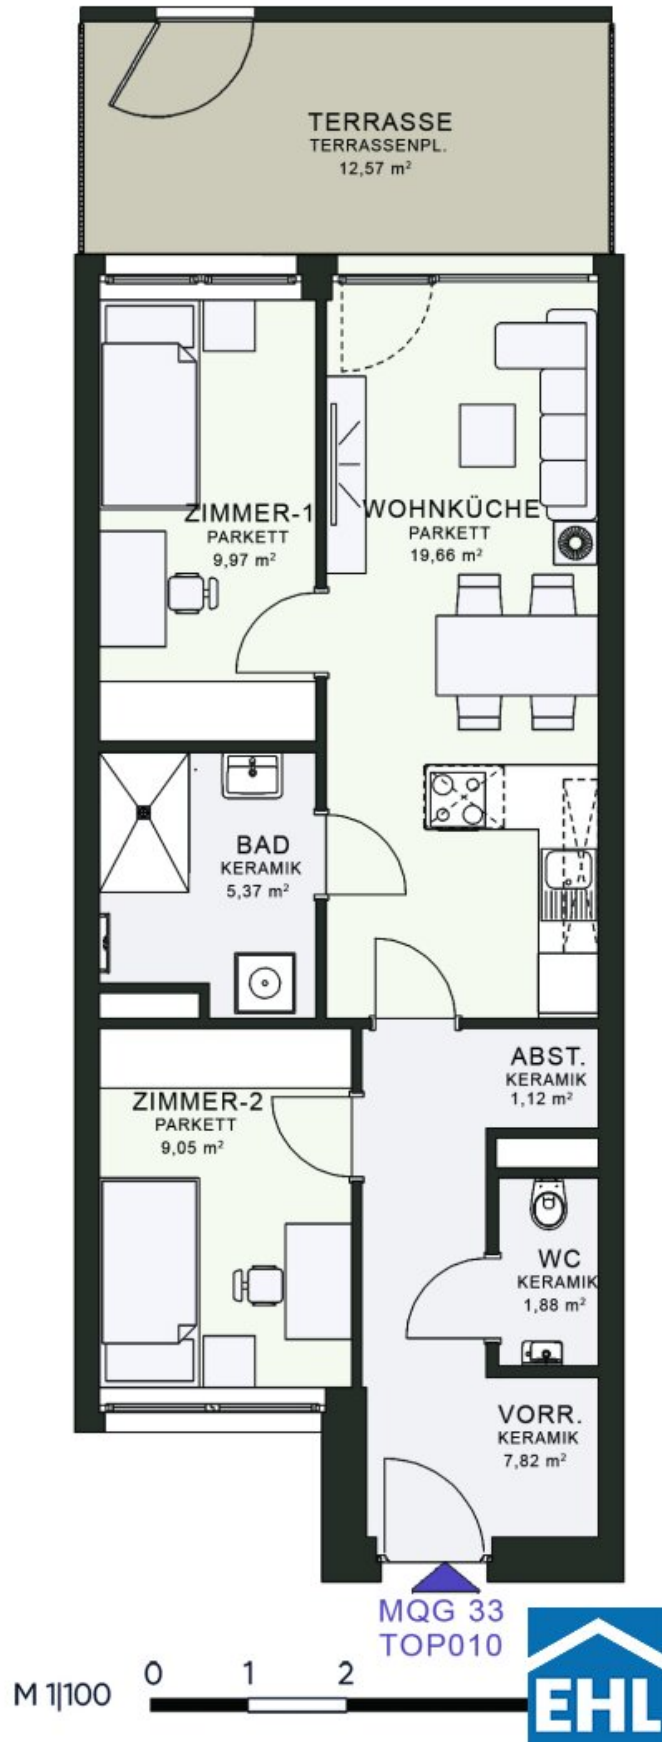 TERRASSE
TERRASSENPL.
12,57 m²
ZIMMER-1
PARKETT
9,97 m²
WOHNKÜCHE
PARKETT
19,66 m²
BAD
KERAMIK
5,37 m²
ABST.
KERAMIK
1,12 m²
ZIMMER-2
PARKETT
9,05 m²
WC
KERAMIK
1,88 m²
VORR.
KERAMIK
7,82 m²
MQG 33
TOP010
M 1|100
0 1 2
EHL